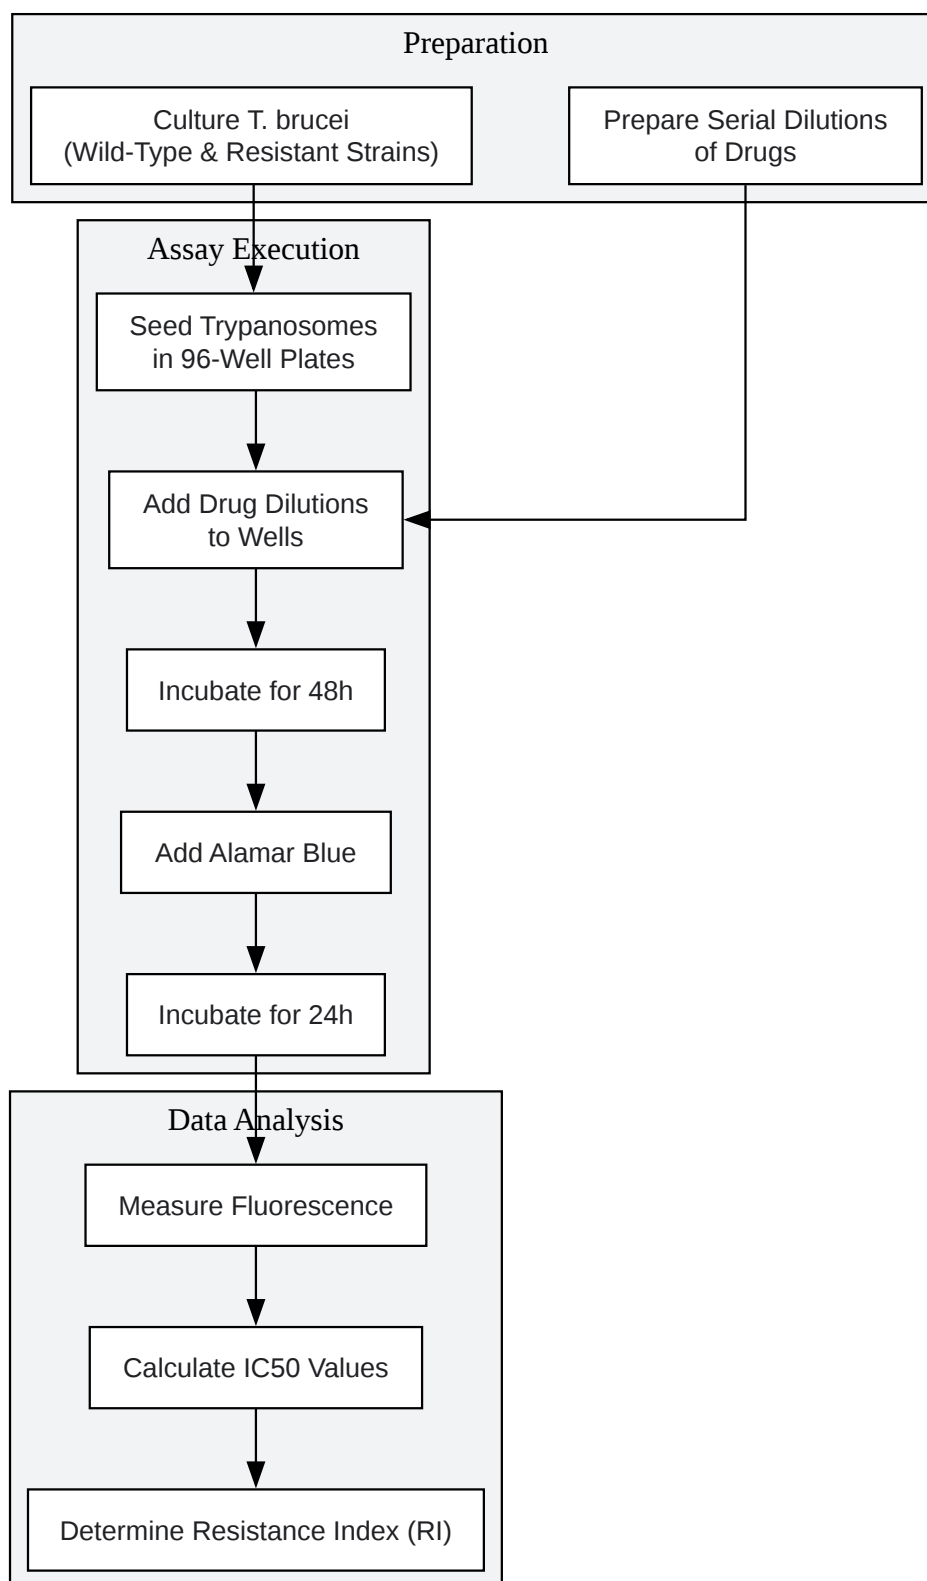 Preparation
Culture T. brucei
(Wild-Type & Resistant Strains)
Prepare Serial Dilutions
of Drugs
Assay Execution
Seed Trypanosomes
in 96-Well Plates
Add Drug Dilutions
to Wells
Incubate for 48h
Add Alamar Blue
Incubate for 24h
Data Analysis
Measure Fluorescence
Calculate IC50 Values
Determine Resistance Index (RI)